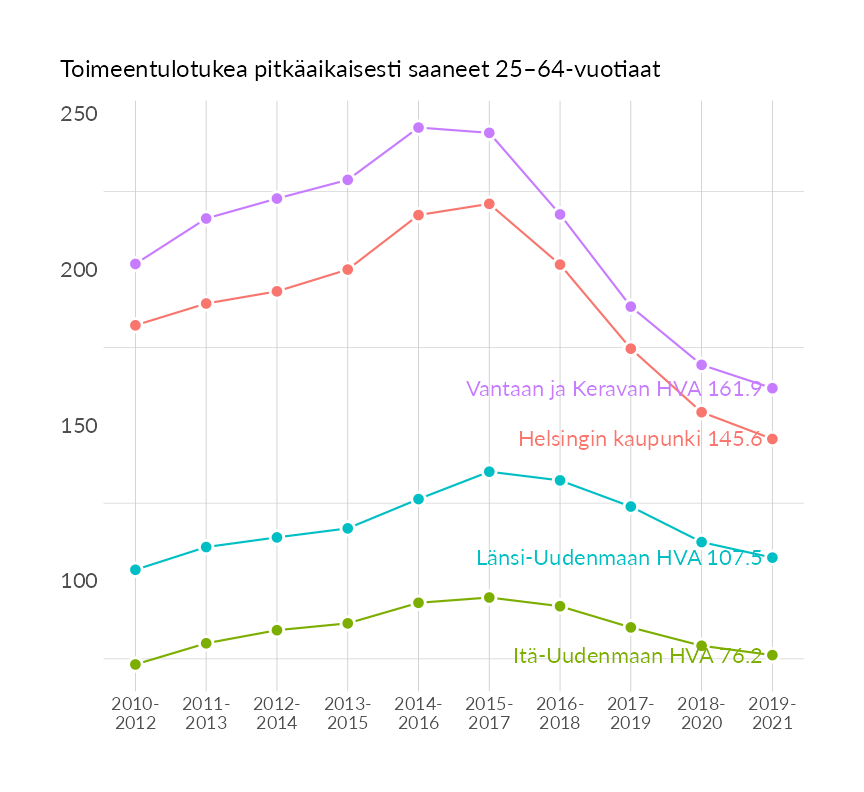 Toimeentulotukea pitkäaikaisesti saaneet 25–64-vuotiaat
250
200
Vantaan ja Keravan HVA 161.9
150
Helsingin kaupunki 145.6
Länsi-Uudenmaan HVA 107.5
100
Itä-Uudenmaan HVA 76.2
2010- 2011- 2012- 2013- 2014- 2015- 2016- 2017- 2018- 2019-
2012 2013 2014 2015 2016 2017 2018 2019 2020 2021